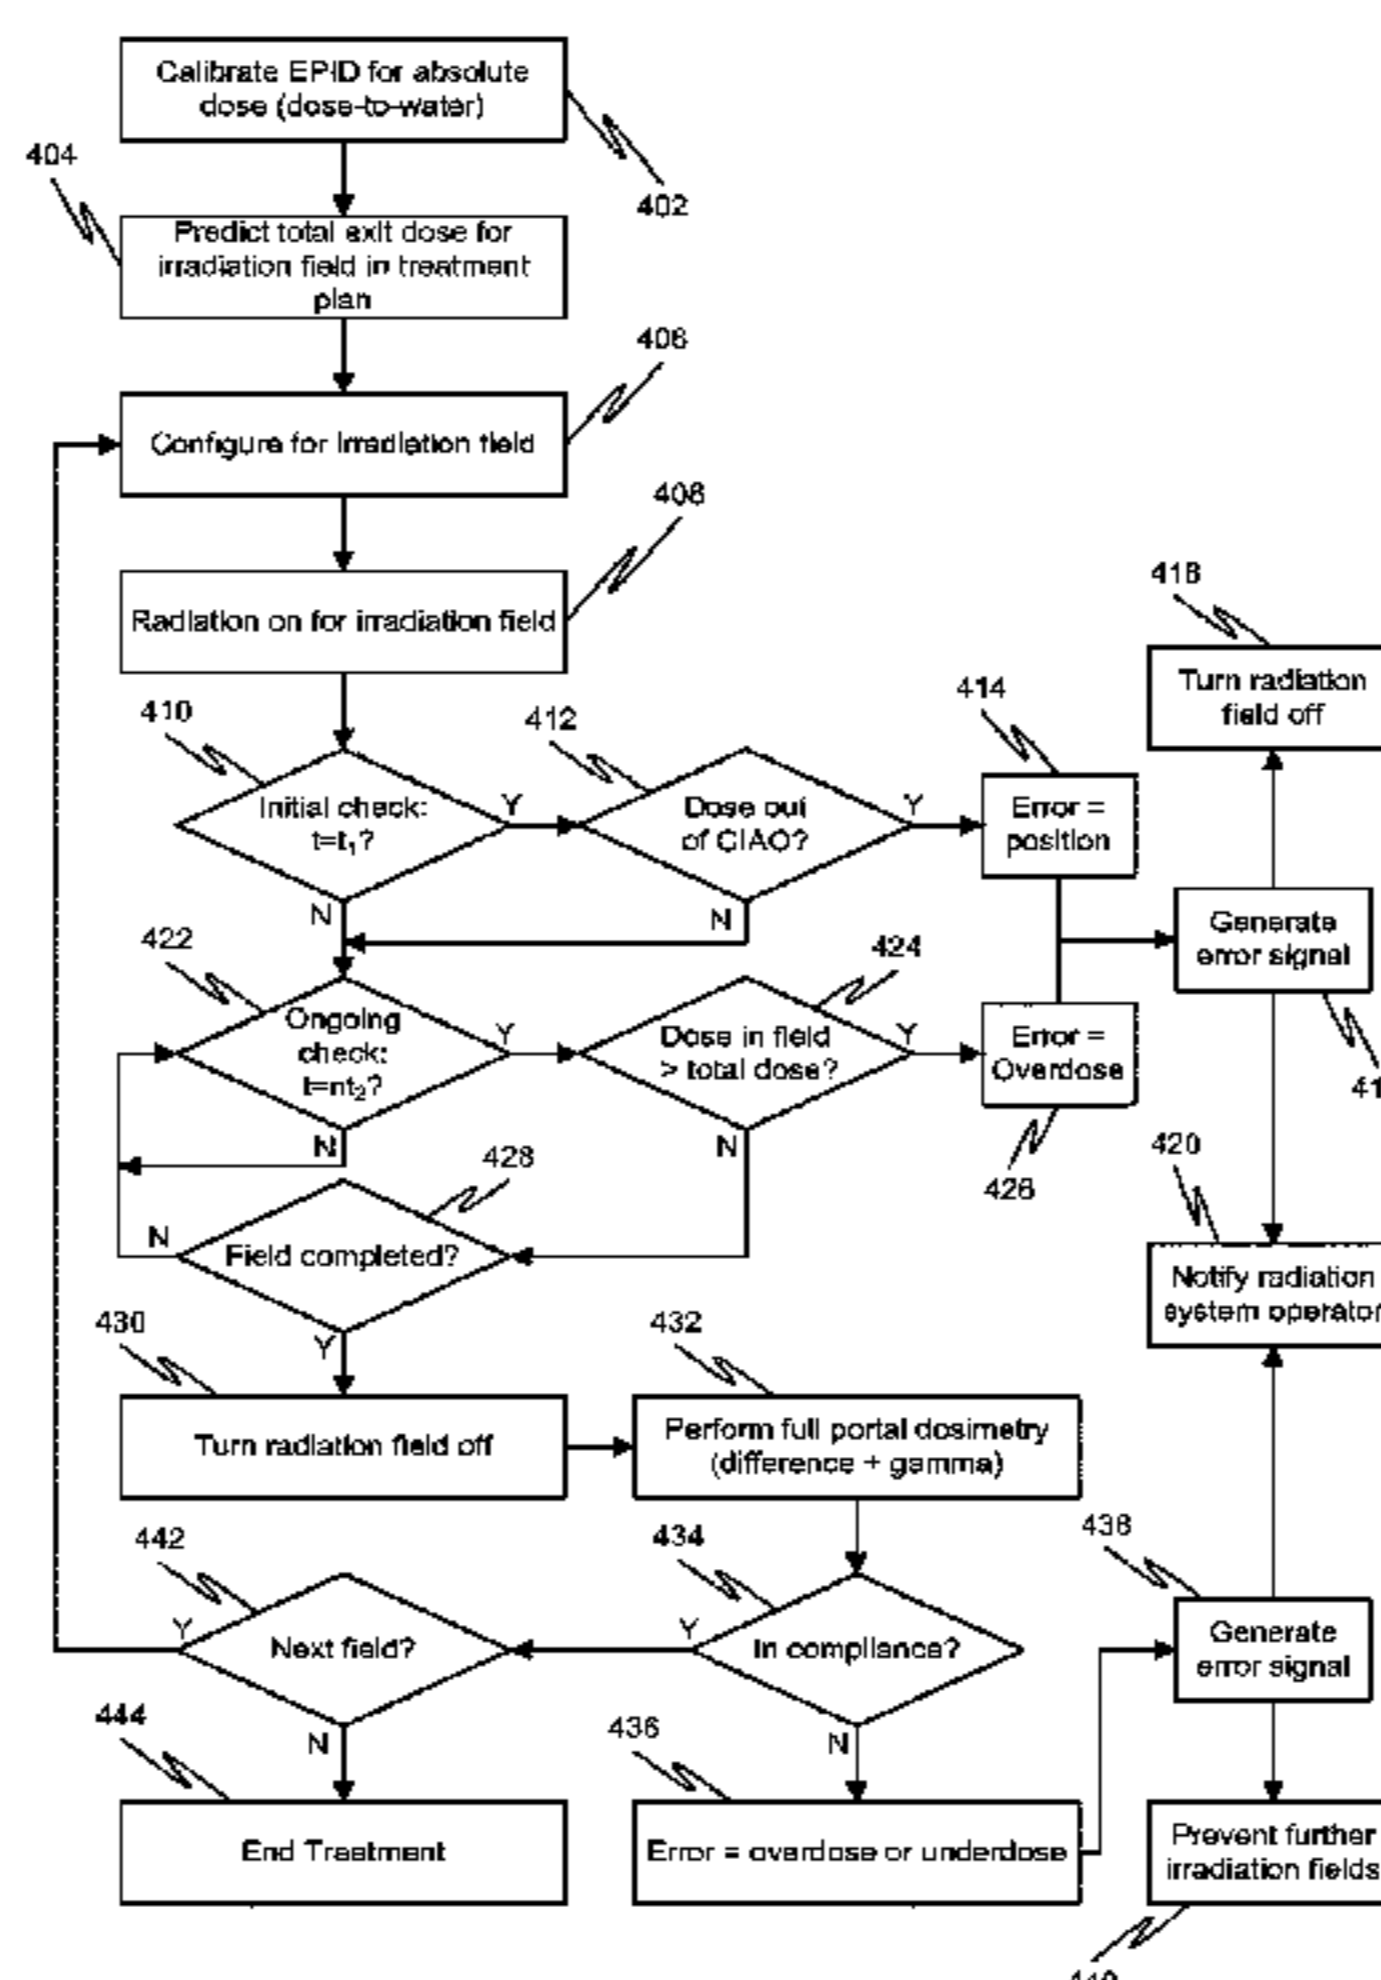 Calibrate EPID for absolute
dose (dose-to-water)
402
404
Predict total exit dose for
irradiation field in treatment
plan
406
Configure for irradiation field
408
Radiation on for irradiation field
410
Initial check:
t=t₁?
Y
N
412
Dose out
of CIAO?
Y
N
414
Error =
position
418
Turn radiation
field off
Generate
error signal
41
422
Ongoing
check:
t=nt₂?
Y
N
424
Dose in field
> total dose?
Y
N
Error =
Overdose
426
428
Field completed?
N
Y
420
Notify radiation
system operator
430
Turn radiation field off
432
Perform full portal dosimetry
(difference + gamma)
434
In compliance?
Y
N
442
Next field?
Y
N
438
Generate
error signal
444
End Treatment
436
Error = overdose or underdose
Prevent further
irradiation fields